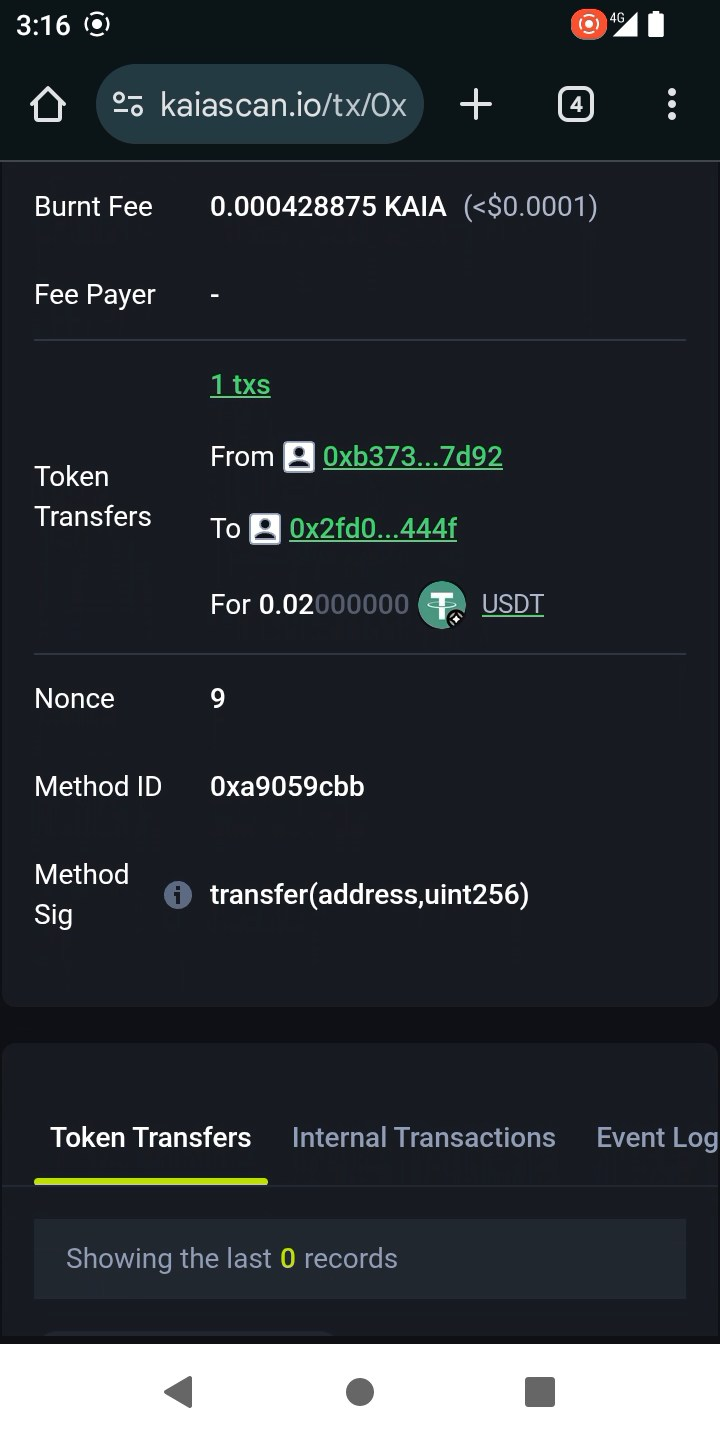 3:16
4G
kaiascan.io/tx/0x
4
Burnt Fee 0.000428875 KAIA (<$0.0001)
Fee Payer -
1 txs
From 0xb373...7d92
Token
Transfers
To 0x2fd0...444f
For 0.02000000 USDT
Nonce 9
Method ID 0xa9059cbb
Method
Sig
transfer(address,uint256)
Token Transfers Internal Transactions Event Log
Showing the last 0 records